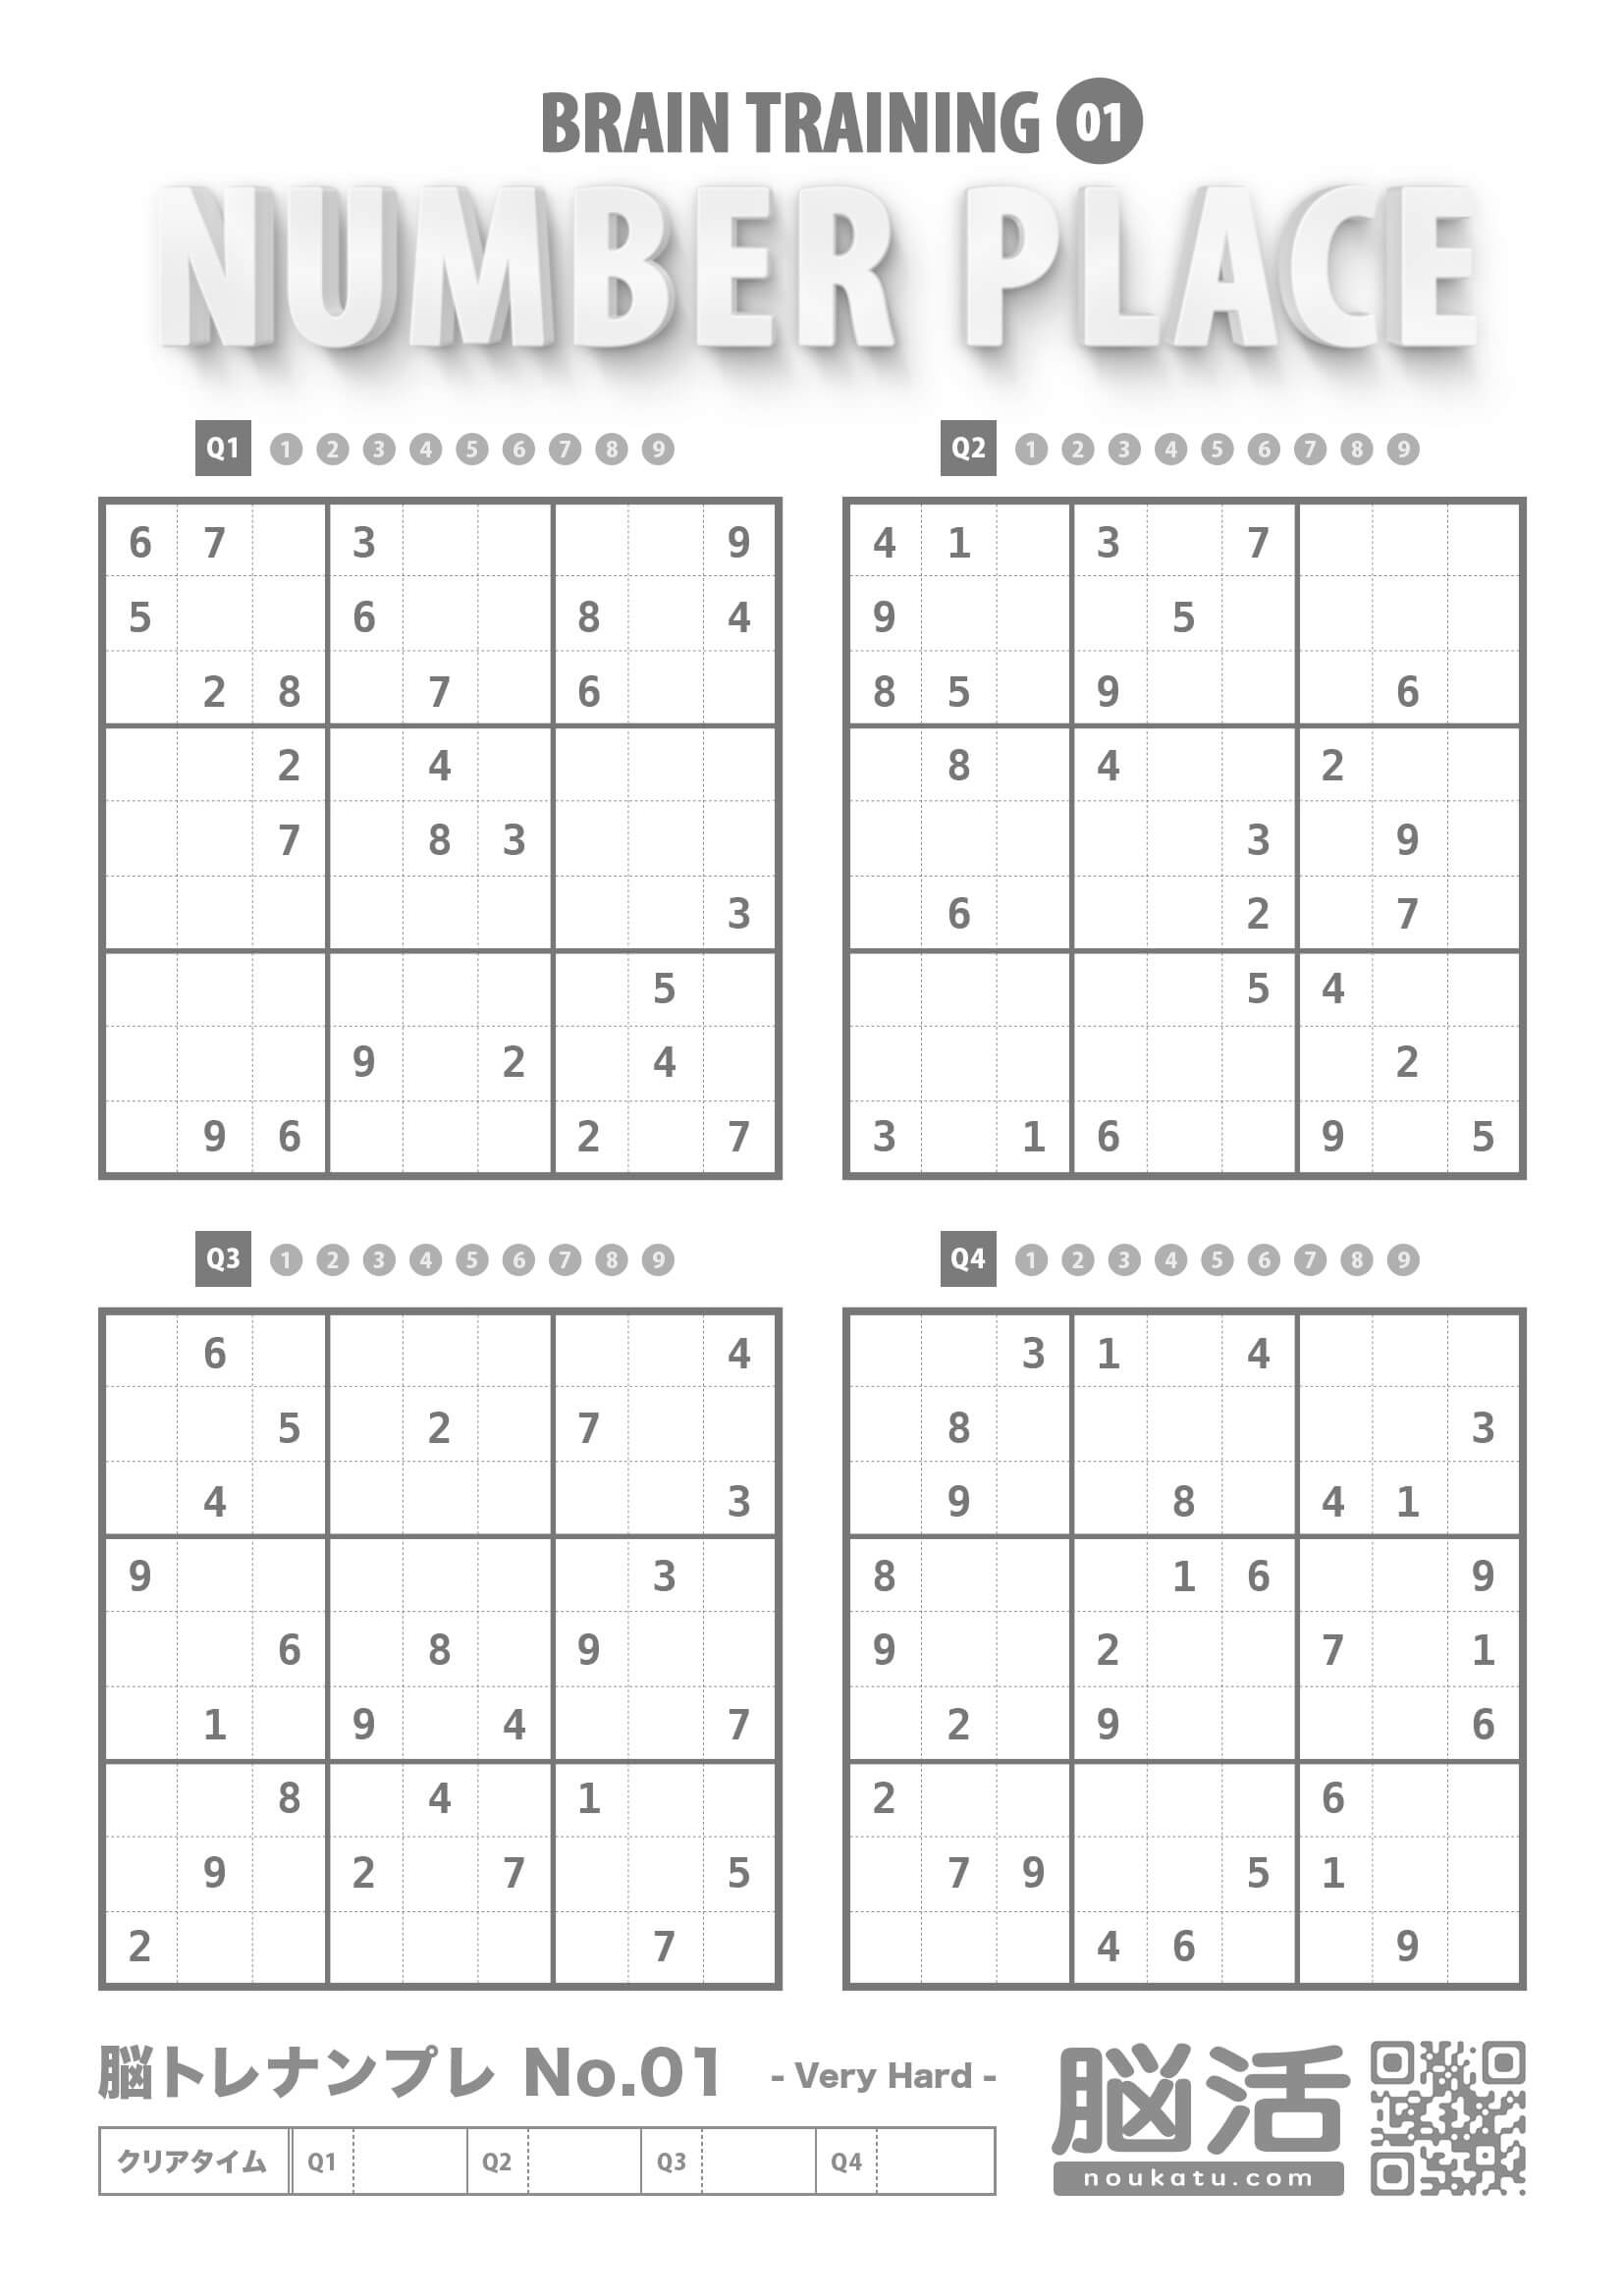 BRAIN TRAINING 01
NUMBER PLACE
Q1 1 2 3 4 5 6 7 8 9
6 7 3 9
5 6 8 4
2 8 7 6
2 4
7 8 3
3
5
9 2 4
9 6 2 7
Q2 1 2 3 4 5 6 7 8 9
4 1 3 7
9 5
8 5 9 6
8 4 2
3 9
6 2 7
5 4
2
3 1 6 9 5
Q3 1 2 3 4 5 6 7 8 9
6 4
5 2 7
4 3
9 3
6 8 9
1 9 4 7
8 4 1
9 2 7 5
2 7
Q4 1 2 3 4 5 6 7 8 9
3 1 4
8 3
9 8 4 1
8 1 6 9
9 2 7 1
2 9 6
2 6
7 9 5 1
4 6 9
脳トレナンプレ No.01 - Very Hard -
クリアタイム Q1 Q2 Q3 Q4
脳活
noukatu.com